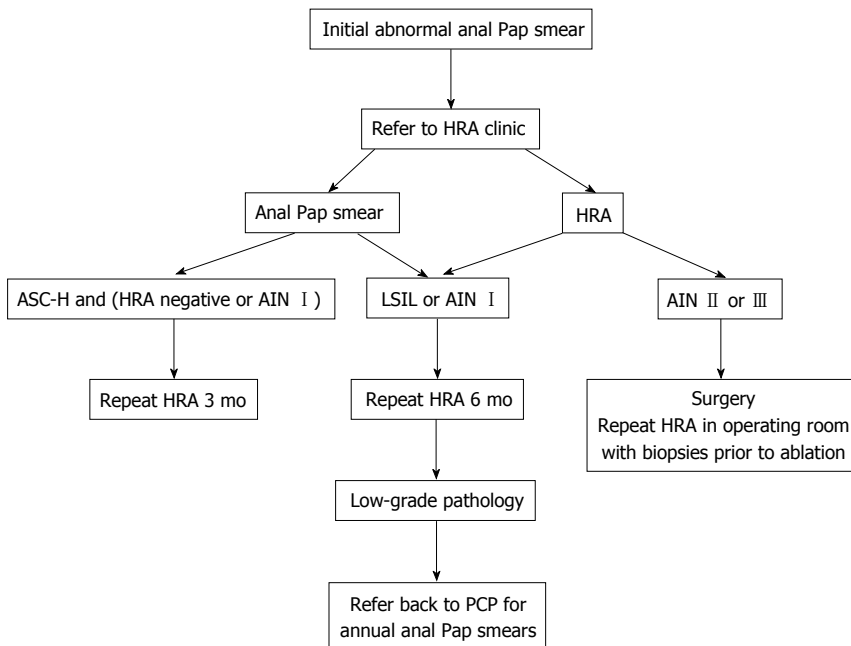 Initial abnormal anal Pap smear
Refer to HRA clinic
Anal Pap smear
HRA
ASC-H and (HRA negative or AIN Ⅰ)
LSIL or AIN Ⅰ
AIN Ⅱ or Ⅲ
Repeat HRA 3 mo
Repeat HRA 6 mo
Surgery
Repeat HRA in operating room
with biopsies prior to ablation
Low-grade pathology
Refer back to PCP for
annual anal Pap smears